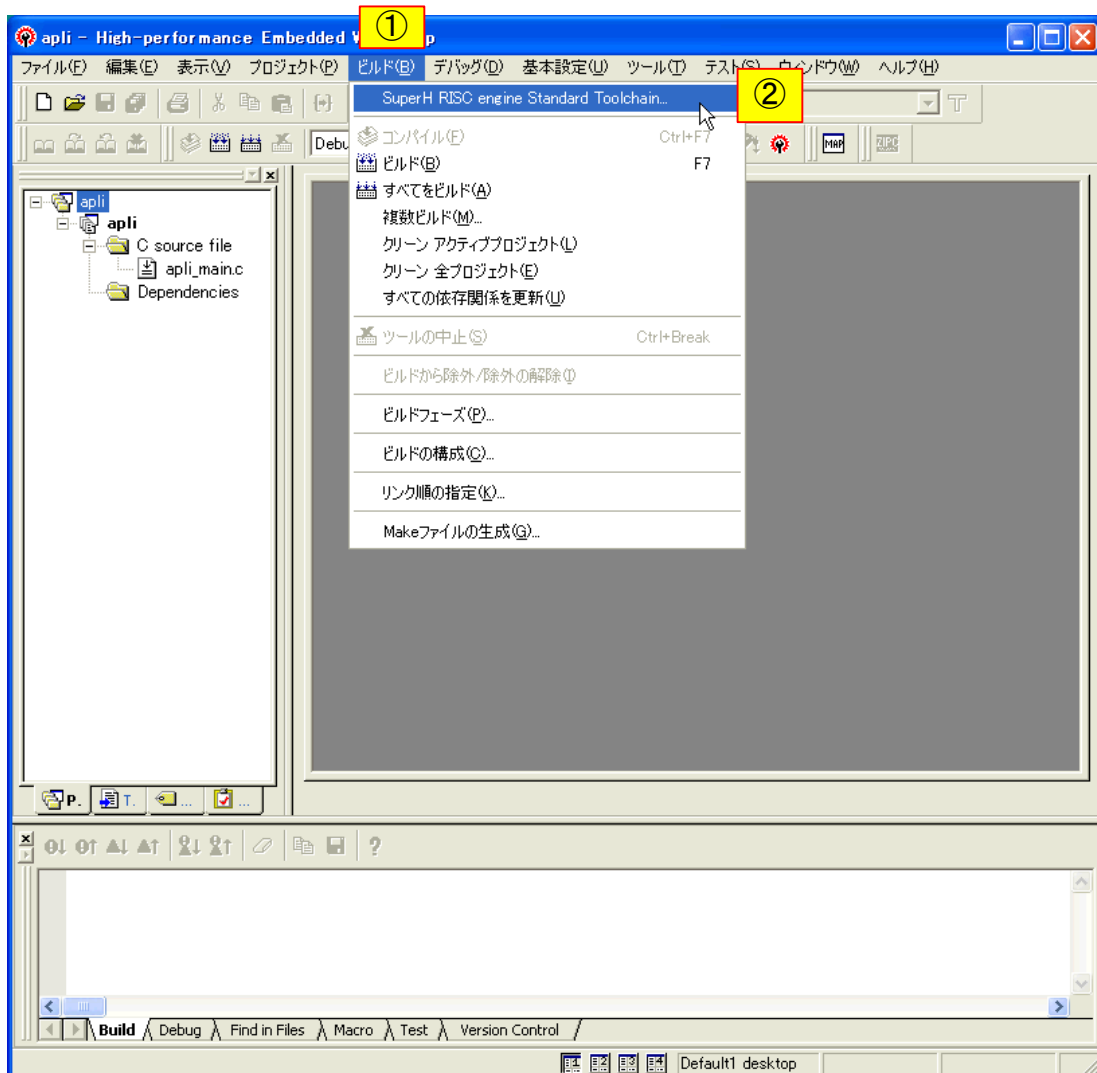 ①
apli - High-performance Embedded
ファイル(F) 編集(E) 表示(V) プロジェクト(P) ビルド(B) デバッグ(D) 基本設定(U) ツール(T) ウィンドウ(W) ヘルプ(H)
SuperH RISC engine Standard Toolchain...
②
コンパイル(F) Ctrl+F7
MAP
ZIPC
ビルド(B) F7
すべてをビルド(A)
複数ビルド(M)...
クリーン アクティブプロジェクト(L)
クリーン 全プロジェクト(E)
すべての依存関係を更新(U)
ツールの中止(S) Ctrl+Break
ビルドから除外/除外の解除(I)
ビルドフェーズ(P)...
ビルドの構成(C)...
リンク順の指定(K)...
Makeファイルの生成(G)...
apli
apli
C source file
apli_main.c
Dependencies
P. T. ... ...
Build Debug Find in Files Macro Test Version Control
1 2 3 4 Default1 desktop